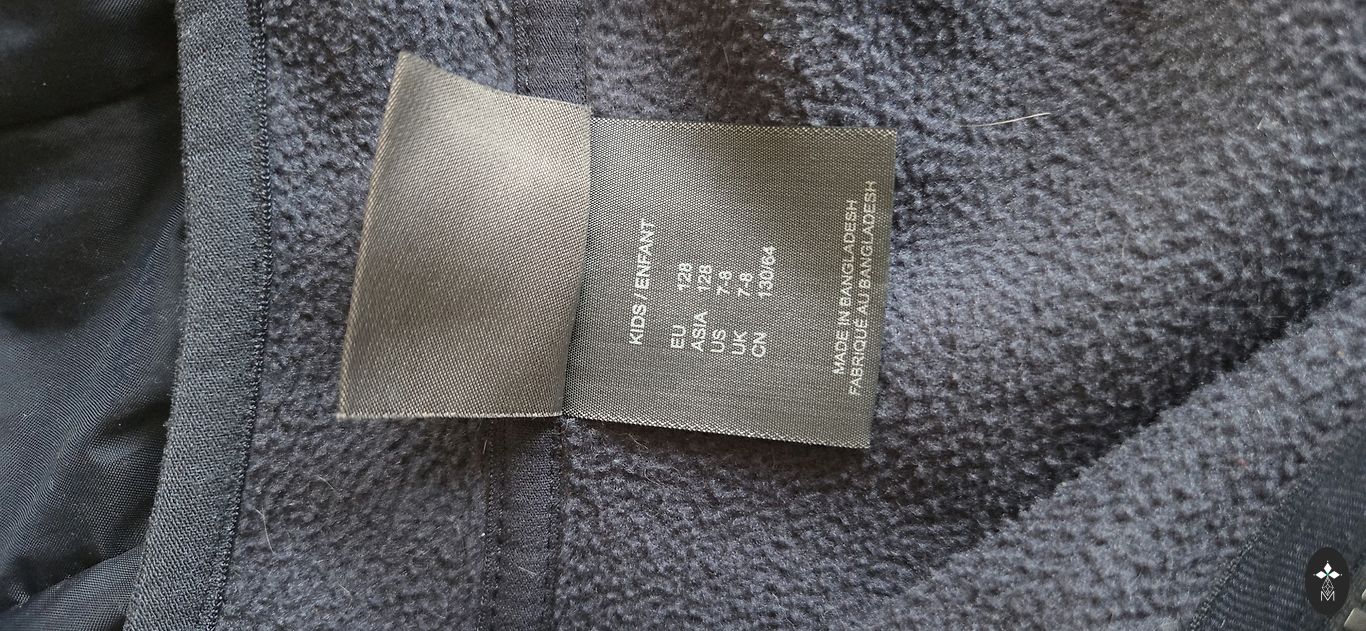 KIDS / ENFANT
EU 128
ASIA 128
US 7-8
UK 7-8
CN 130/64
MADE IN BANGLADESH
FABRIQUÉ AU BANGLADESH
M